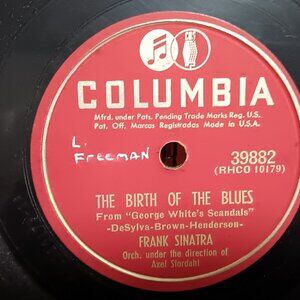 COLUMBIA
Mfrd. under Pats. Pending Trade Marks Reg. U.S.
Pat. Off. Marcas Registradas Made in U.S.A.
L.
FREEMAN
39882
(RHCO 10179)
THE BIRTH OF THE BLUES
From "George White's Scandals"
-DeSylva-Brown-Henderson-
FRANK SINATRA
Orch. under the direction of
Axel Stordahl